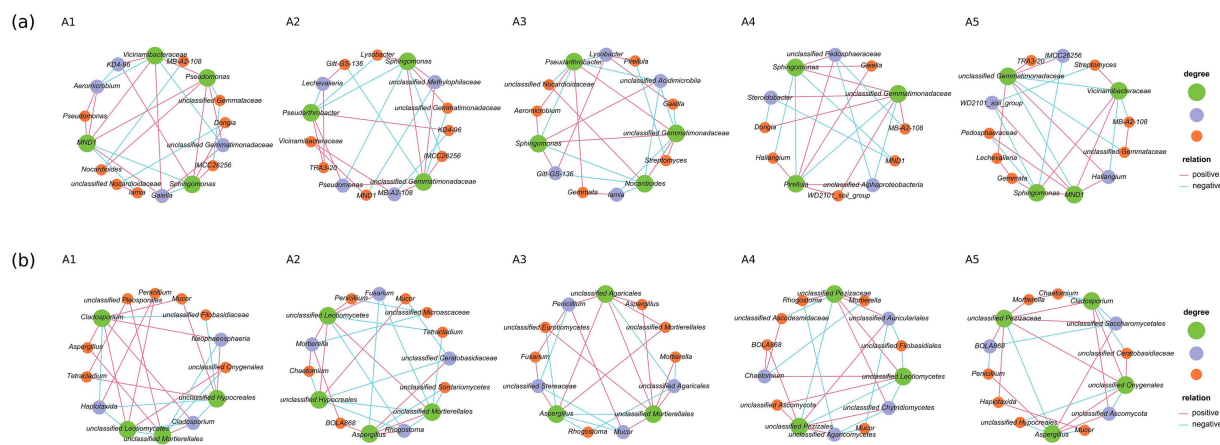 (a)
A1
Vicinamibacteraceae
MB-A2-108
KD4-96
Pseudomonas
Aeromicrobium
unclassified Gemmataceae
Pseudomonas
Dongia
unclassified Gemmatimonadaceae
MND1
IMCC26256
Nocardioides
unclassified Nocardioidaceae
Sphingomonas
Iamia
Gaiella
A2
Lysobacter
Gitt-GS-136
Sphingomonas
Lechevalieria
unclassified Methylophilaceae
Pseudarthrobacter
unclassified Gemmatimonadaceae
KD4-96
Vicinamibacteraceae
IMCC26256
TRA3-20
Pseudomonas
unclassified Gemmatimonadaceae
MND1
MB-A2-108
A3
Lysobacter
Pseudarthrobacter
Pirellula
unclassified Nocardioidaceae
unclassified Acidimicrobiia
Aeromicrobium
Gaiella
unclassified Gemmatimonadaceae
Sphingomonas
Streptomyces
Gitt-GS-136
Nocardioides
Gemmata
Iamia
A4
unclassified Pedosphaeraceae
Sphingomonas
Gaiella
Steroidobacter
unclassified Gemmatimonadaceae
Dongia
MB-A2-108
Haliangium
MND1
Pirellula
unclassified Alphaproteobacteria
WD2101_soil_group
A5
IMCC26256
TRA3-20
Streptomyces
unclassified Gemmatimonadaceae
WD2101_soil_group
Vicinamibacteraceae
MB-A2-108
Pedosphaeraceae
unclassified Gemmataceae
Lechevalieria
Gemmata
Haliangium
Sphingomonas
MND1
degree
relation
positive
negative
(b)
A1
Penicillium
unclassified Pleosporales
Mucor
Cladosporium
unclassified Filobasidiaceae
Neophaeosphaeria
Aspergillus
unclassified Onygenales
Tetracladium
unclassified Hypocreales
Haplotaxida
Cladosporium
unclassified Leotiomycetes
unclassified Mortierellales
A2
Fusarium
Penicillium
Mucor
unclassified Leotiomycetes
unclassified Microascaceae
Tetracladium
Mortierella
unclassified Ceratobasidiaceae
Chaetomium
unclassified Sordariomycetes
unclassified Hypocreales
unclassified Mortierellales
BOLA868
Rhogostoma
Aspergillus
A3
unclassified Agaricales
Penicillium
Aspergillus
unclassified Eurotiomycetes
unclassified Mortierellales
Fusarium
Mortierella
unclassified Stereaceae
unclassified Agaricales
Aspergillus
unclassified Mortierellales
Rhogostoma
Mucor
A4
unclassified Pezizaceae
Rhogostoma
Mortierella
unclassified Ascodesmidaceae
unclassified Auriculariales
BOLA868
unclassified Filobasidiales
Chaetomium
unclassified Leotiomycetes
unclassified Ascomycota
unclassified Chytridiomycetes
unclassified Pezizales
Mucor
unclassified Agaricomycetes
A5
Chaetomium
Mortierella
Cladosporium
unclassified Pezizaceae
unclassified Saccharomycetales
BOLA868
unclassified Ceratobasidiaceae
Penicillium
unclassified Onygenales
Haplotaxida
unclassified Ascomycota
unclassified Hypocreales
Mucor
Aspergillus
degree
relation
positive
negative